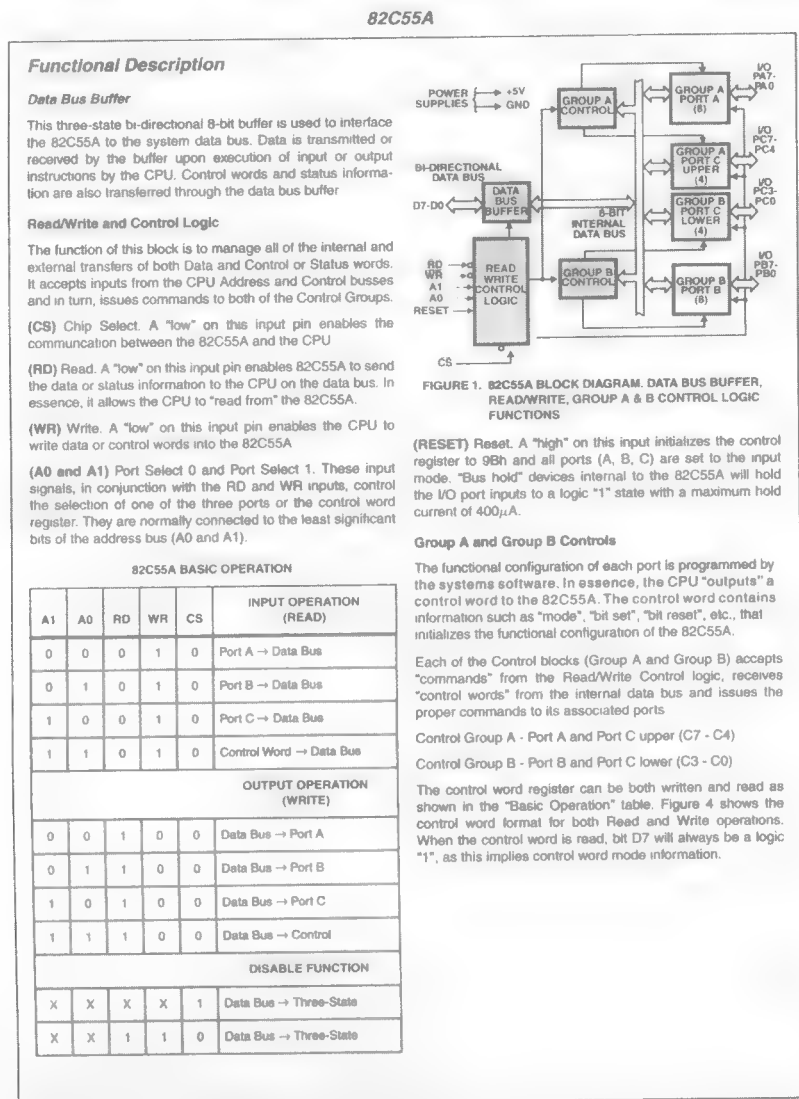 82C55A
Functional Description
Data Bus Buffer
This three-state bi-directional 8-bit buffer is used to interface
the 82C55A to the system data bus. Data is transmitted or
received by the buffer upon execution of input or output
instructions by the CPU. Control words and status informa-
tion are also transferred through the data bus buffer
Read/Write and Control Logic
The function of this block is to manage all of the internal and
external transfers of both Data and Control or Status words.
It accepts inputs from the CPU Address and Control busses
and in turn, issues commands to both of the Control Groups.
(CS) Chip Select. A "low" on this input pin enables the
communcation between the 82C55A and the CPU
(RD) Read. A "low" on this input pin enables 82C55A to send
the data or status information to the CPU on the data bus. In
essence, it allows the CPU to "read from" the 82C55A.
(WR) Write. A "low" on this input pin enables the CPU to
write data or control words into the 82C55A
(A0 and A1) Port Select 0 and Port Select 1. These input
signals, in conjunction with the RD and WR inputs, control
the selection of one of the three ports or the control word
register. They are normally connected to the least significant
bits of the address bus (A0 and A1).
82C55A BASIC OPERATION
A1 A0 RD WR CS INPUT OPERATION
(READ)
0 0 0 1 0 Port A → Data Bus
0 1 0 1 0 Port B → Data Bus
1 0 0 1 0 Port C → Data Bus
1 1 0 1 0 Control Word → Data Bus
OUTPUT OPERATION
(WRITE)
0 0 1 0 0 Data Bus → Port A
0 1 1 0 0 Data Bus → Port B
1 0 1 0 0 Data Bus → Port C
1 1 1 0 0 Data Bus → Control
DISABLE FUNCTION
X X X X 1 Data Bus → Three-State
X X 1 1 0 Data Bus → Three-State
POWER
SUPPLIES
+5V
GND
GROUP A
CONTROL
GROUP A
PORT A
(8)
I/O
PA7-
PA0
GROUP A
PORT C
UPPER
(4)
I/O
PC7-
PC4
BI-DIRECTIONAL
DATA BUS
D7-D0
DATA
BUS
BUFFER
8-BIT
INTERNAL
DATA BUS
GROUP B
PORT C
LOWER
(4)
I/O
PC3-
PC0
RD
WR
A1
A0
RESET
READ
WRITE
CONTROL
LOGIC
GROUP B
CONTROL
GROUP B
PORT B
(8)
I/O
PB7-
PB0
CS
FIGURE 1. 82C55A BLOCK DIAGRAM. DATA BUS BUFFER,
READ/WRITE, GROUP A & B CONTROL LOGIC
FUNCTIONS
(RESET) Reset. A "high" on this input initializes the control
register to 9Bh and all ports (A, B, C) are set to the input
mode. "Bus hold" devices internal to the 82C55A will hold
the I/O port inputs to a logic "1" state with a maximum hold
current of 400μA.
Group A and Group B Controls
The functional configuration of each port is programmed by
the systems software. In essence, the CPU "outputs" a
control word to the 82C55A. The control word contains
information such as "mode", "bit set", "bit reset", etc., that
initializes the functional configuration of the 82C55A.
Each of the Control blocks (Group A and Group B) accepts
"commands" from the Read/Write Control logic, receives
"control words" from the internal data bus and issues the
proper commands to its associated ports
Control Group A - Port A and Port C upper (C7 - C4)
Control Group B - Port B and Port C lower (C3 - C0)
The control word register can be both written and read as
shown in the "Basic Operation" table. Figure 4 shows the
control word format for both Read and Write operations.
When the control word is read, bit D7 will always be a logic
"1", as this implies control word mode information.